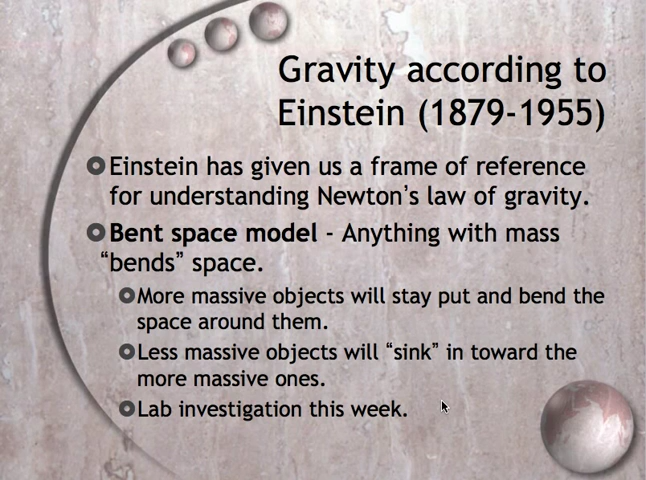 Gravity according to
Einstein (1879-1955)
Einstein has given us a frame of reference
for understanding Newton’s law of gravity.
Bent space model - Anything with mass
“bends” space.
More massive objects will stay put and bend the
space around them.
Less massive objects will “sink” in toward the
more massive ones.
Lab investigation this week.